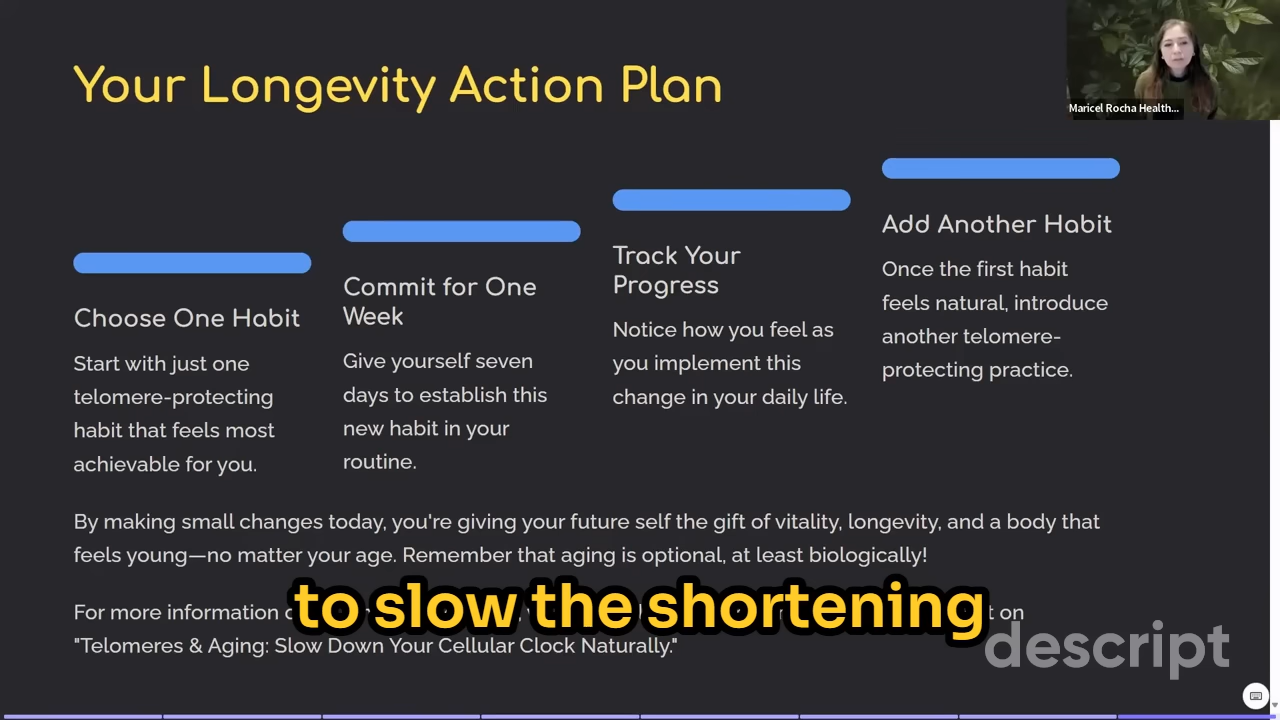 Your Longevity Action Plan
Maricel Rocha Health...
Choose One Habit
Start with just one
telomere-protecting
habit that feels most
achievable for you.
Commit for One
Week
Give yourself seven
days to establish this
new habit in your
routine.
Track Your
Progress
Notice how you feel as
you implement this
change in your daily life.
Add Another Habit
Once the first habit
feels natural, introduce
another telomere-
protecting practice.
By making small changes today, you're giving your future self the gift of vitality, longevity, and a body that
feels young—no matter your age. Remember that aging is optional, at least biologically!
For more information on
"Telomeres & Aging: Slow Down Your Cellular Clock Naturally."
to slow the shortening
descript